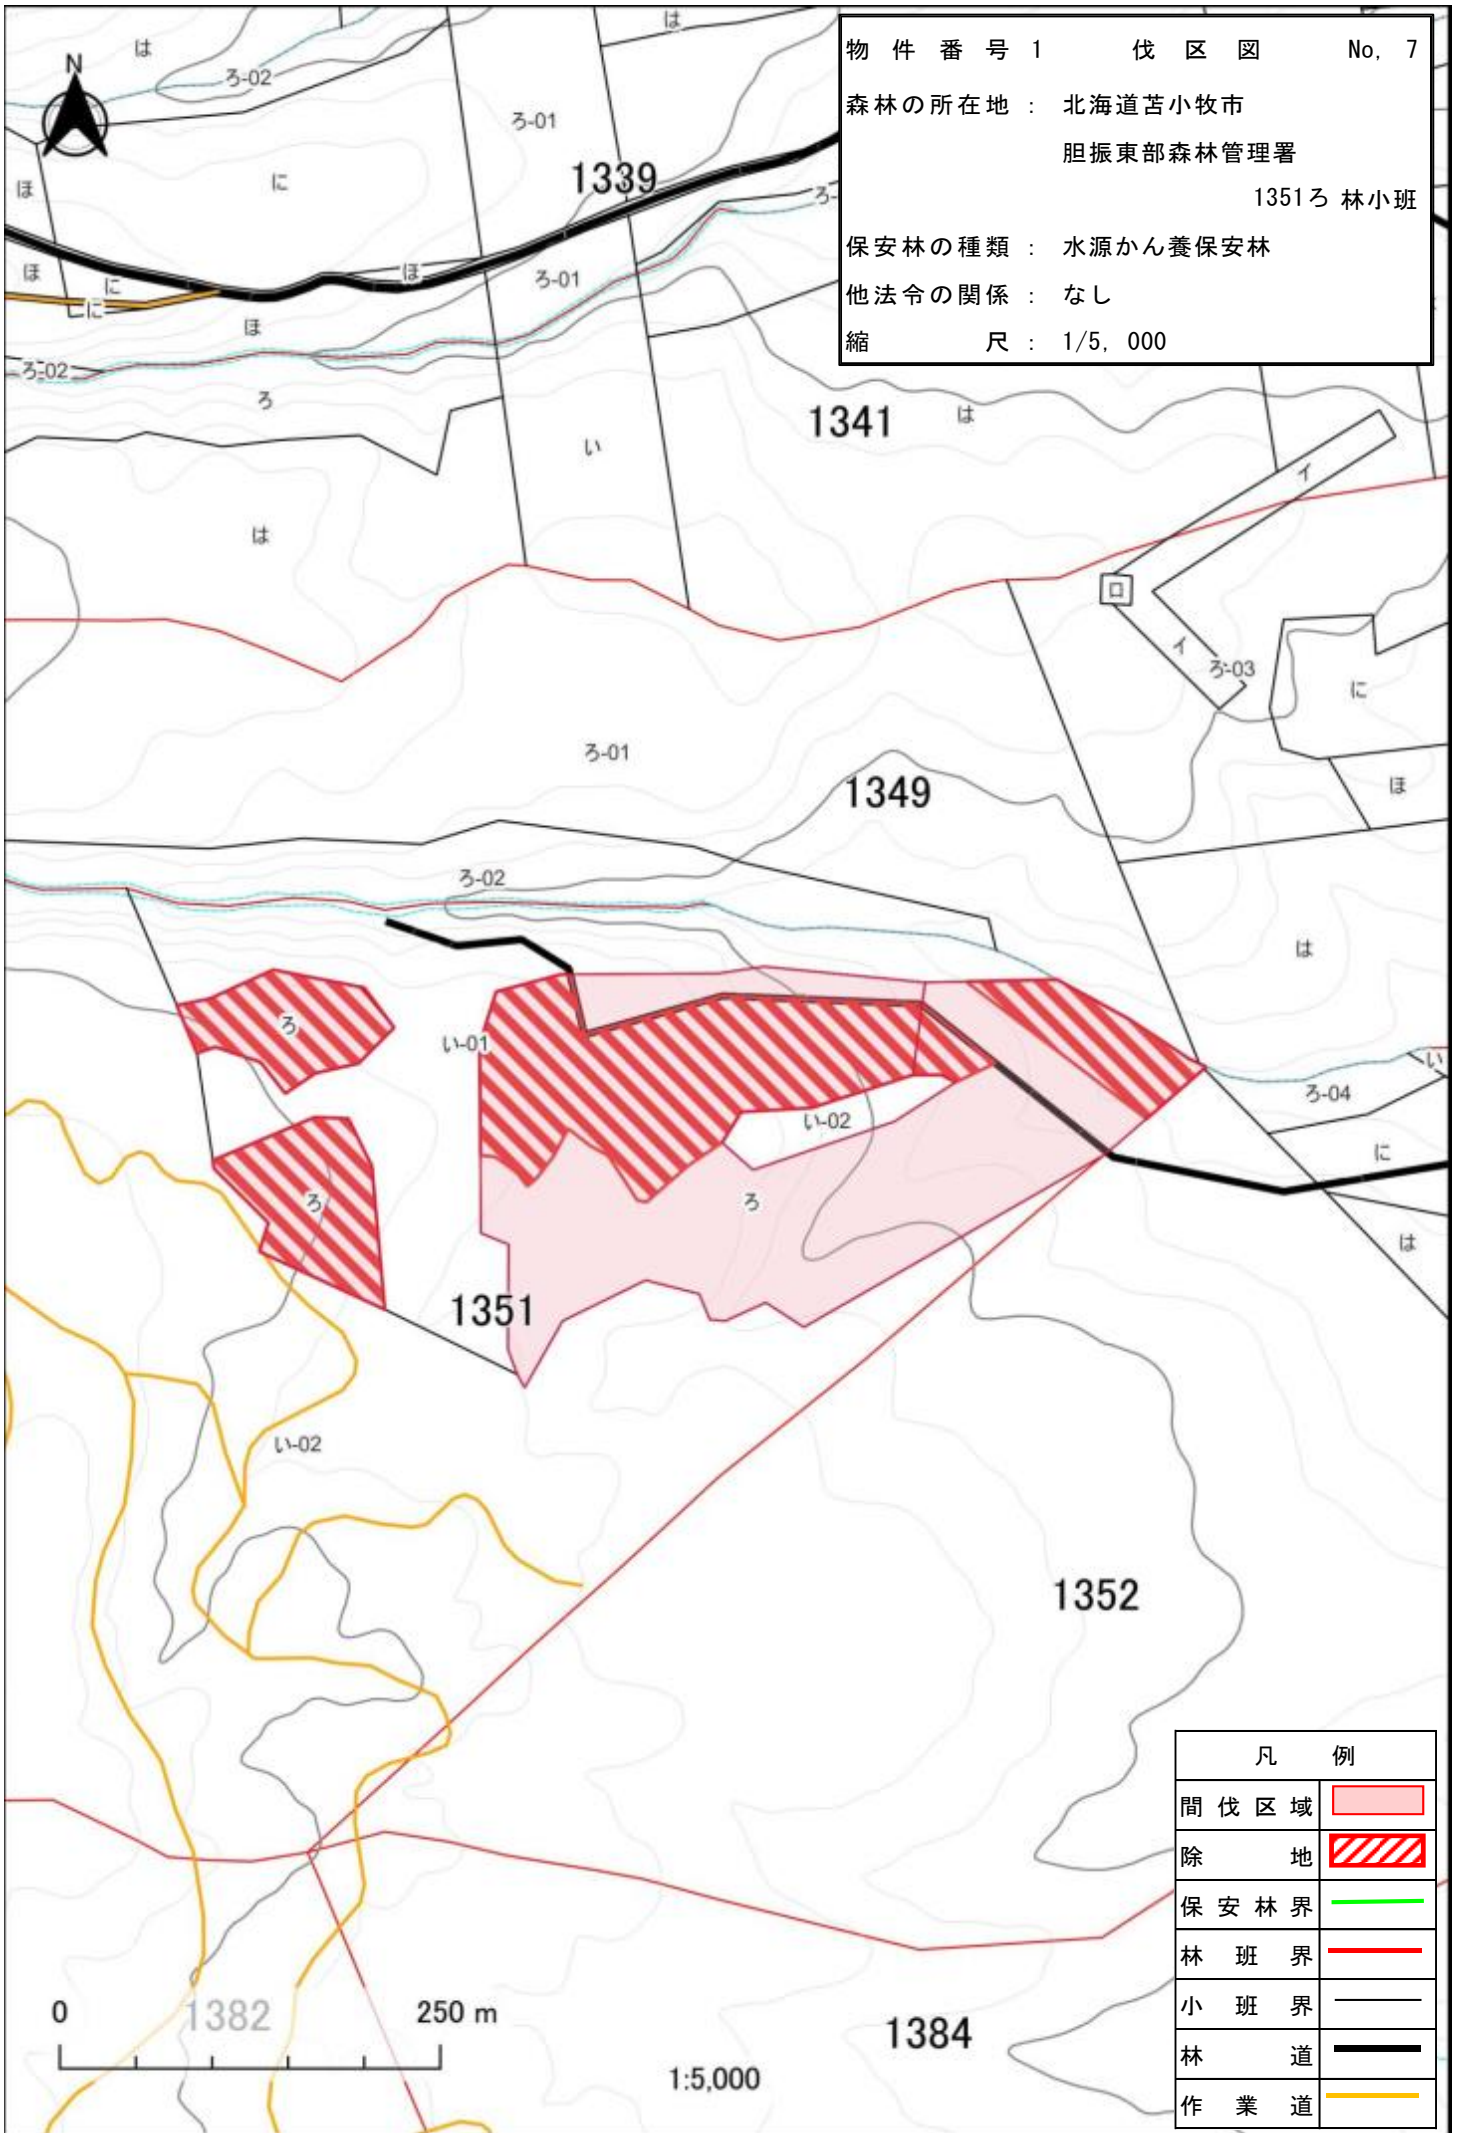 物件番号 1 伐区図 No, 7
森林の所在地 : 北海道苫小牧市
胆振東部森林管理署
1351ろ 林小班
保安林の種類 : 水源かん養保安林
他法令の関係 : なし
縮尺 : 1/5, 000
N
は
は
ろ-02
ろ-01
1339
に
ほ
ろ-
ほ
に
ほ
ろ-01
に
ほ
ろ-02
ろ
1341
は
い
イ
は
ロ
イ
ろ-03
に
ろ-01
1349
ほ
ろ-02
は
ろ
い-01
い
ろ-04
い-02
に
ろ
ろ
は
1351
い-02
1352
凡例
間伐区域
除地
保安林界
林班界
小班界
林道
作業道
0
1382
250 m
1384
1:5,000